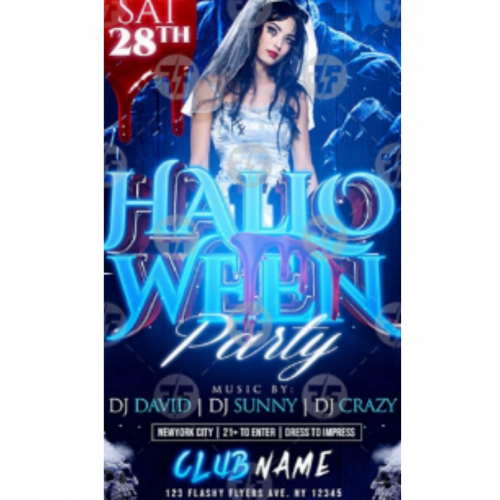 SAT
28TH
HALLO
WEEN
Party
MUSIC BY:
DJ DAVID | DJ SUNNY | DJ CRAZY
NEWYORK CITY | 21+ TO ENTER | DRESS TO IMPRESS
CLUB NAME
123 FLASHY FLYERS AVE. NY 12345